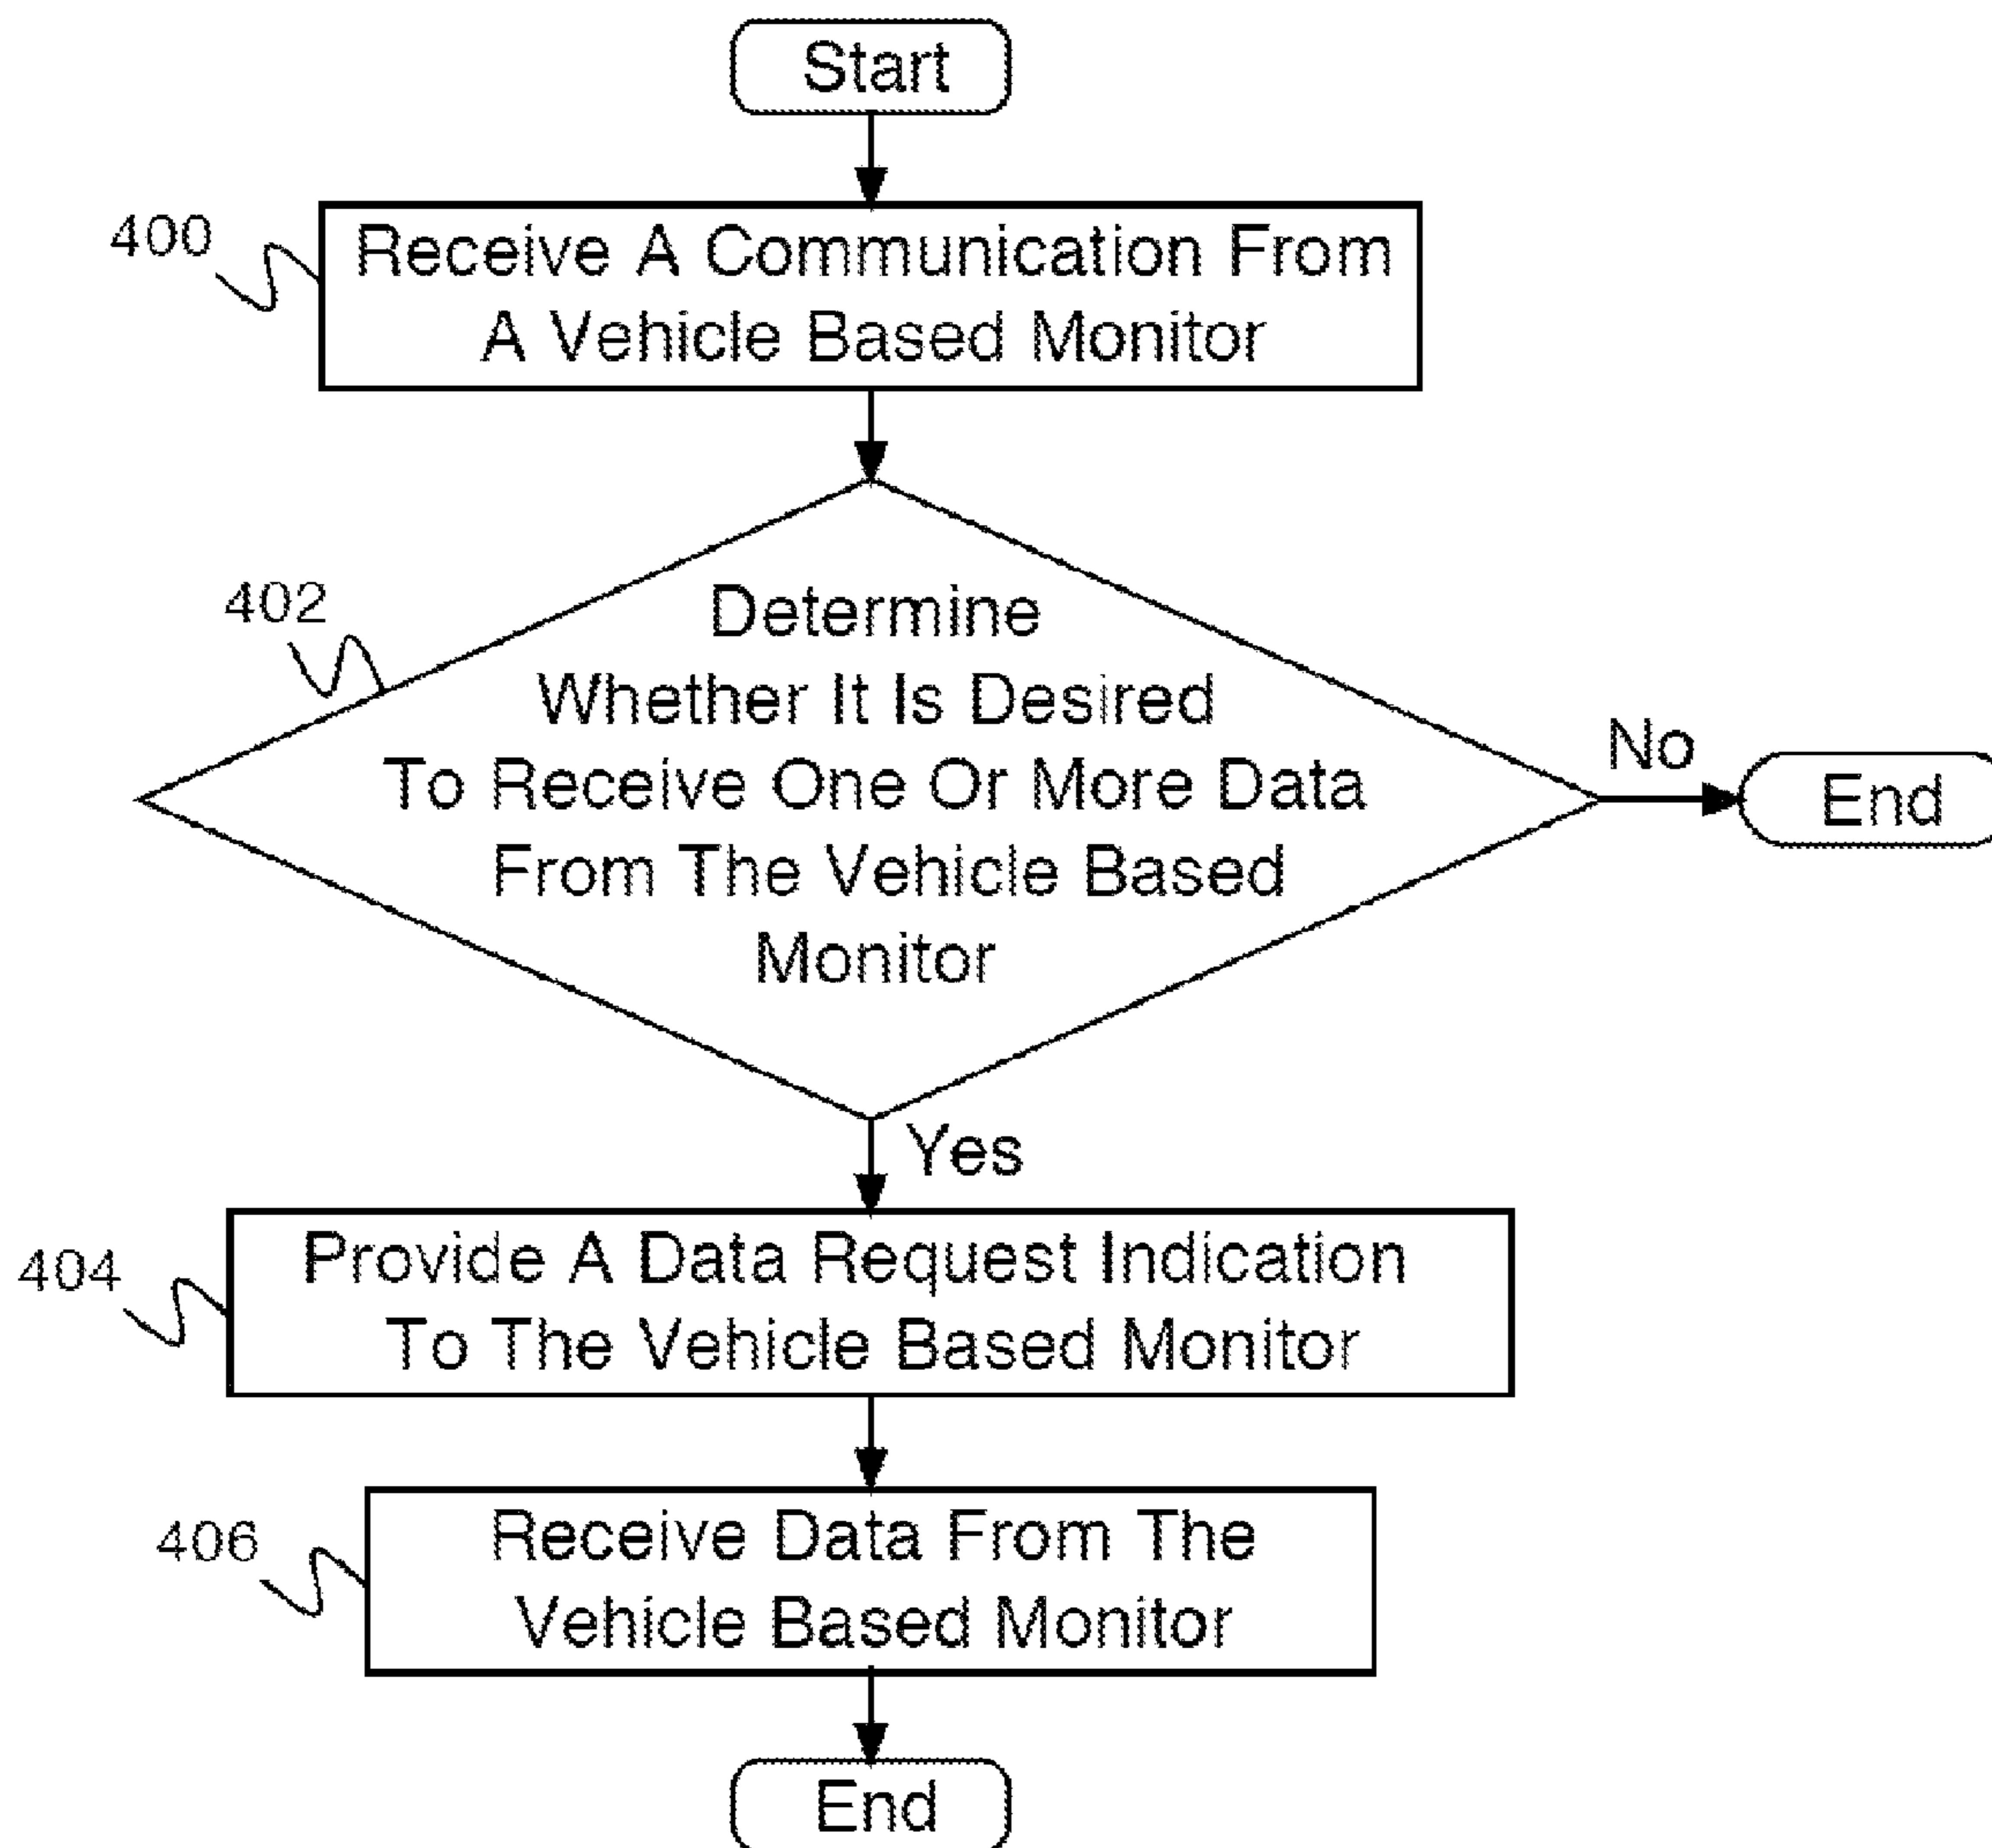 Start
400
Receive A Communication From
A Vehicle Based Monitor
402
Determine
Whether It Is Desired
To Receive One Or More Data
From The Vehicle Based
Monitor
No
End
Yes
404
Provide A Data Request Indication
To The Vehicle Based Monitor
406
Receive Data From The
Vehicle Based Monitor
End